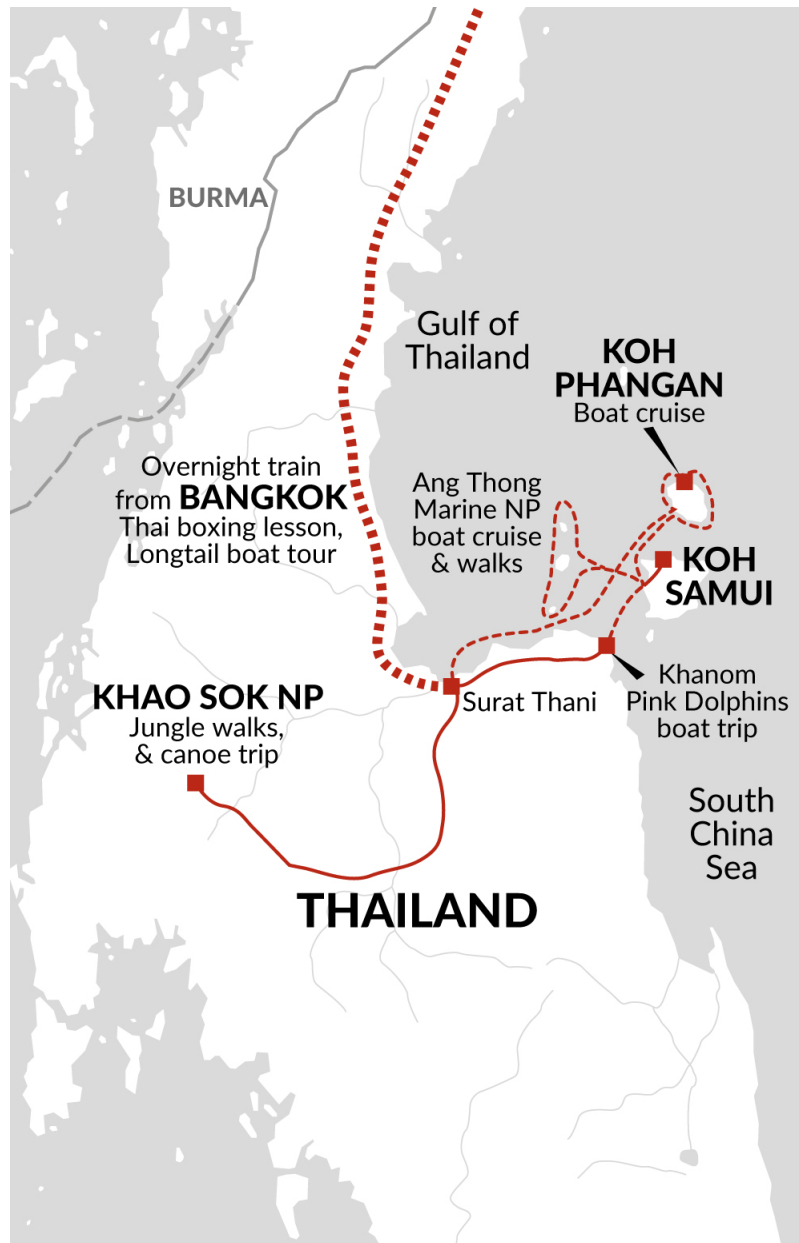 BURMA
Gulf of
Thailand
KOH
PHANGAN
Boat cruise
Overnight train
from BANGKOK
Thai boxing lesson,
Longtail boat tour
Ang Thong
Marine NP
boat cruise
& walks
KOH
SAMUI
KHAO SOK NP
Jungle walks,
& canoe trip
Surat Thani
Khanom
Pink Dolphins
boat trip
South
China
Sea
THAILAND